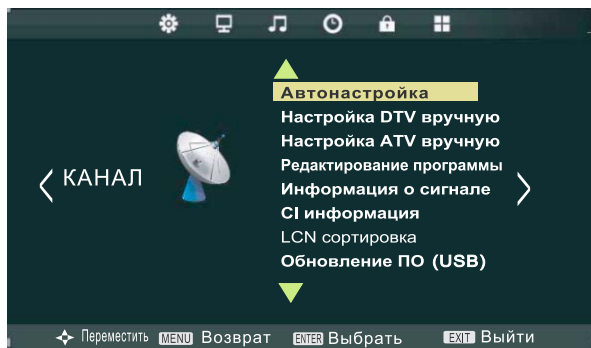 Автонастройка
Настройка DTV вручную
Настройка ATV вручную
Редактирование программы
КАНАЛ
Информация о сигнале
CI информация
LCN сортировка
Обновление ПО (USB)
Переместить MENU Возврат ENTER Выбрать EXIT Выйти